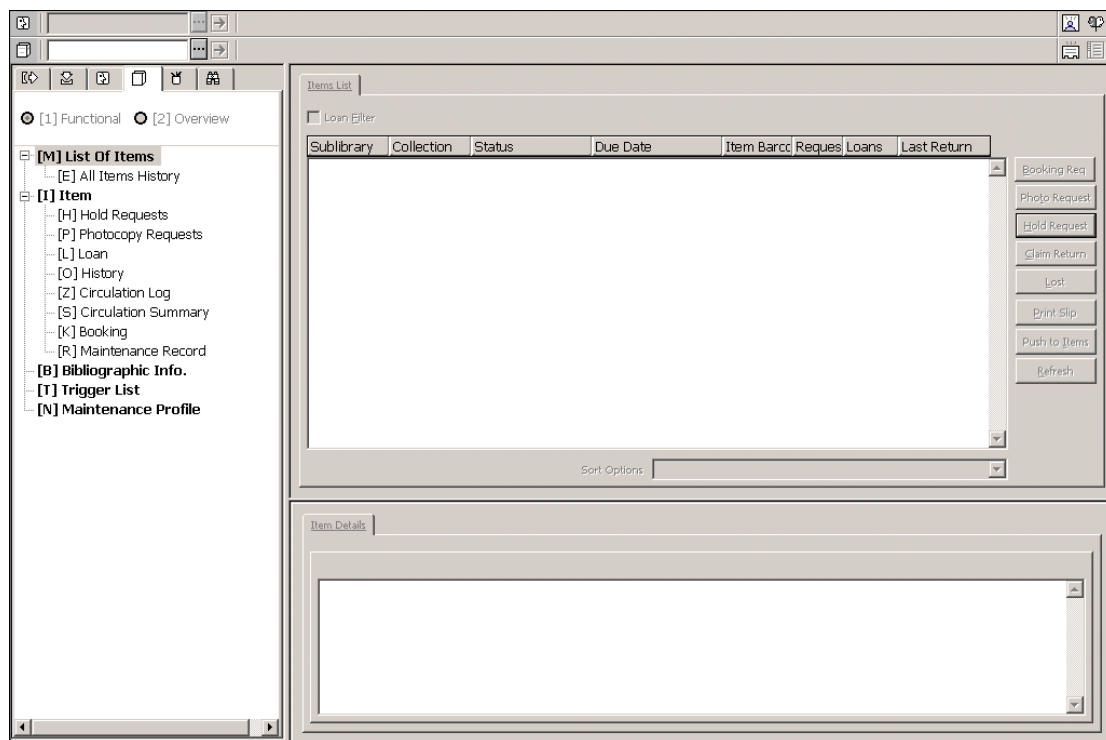 [1] Functional [2] Overview
[M] List Of Items
[E] All Items History
[I] Item
[H] Hold Requests
[P] Photocopy Requests
[L] Loan
[O] History
[Z] Circulation Log
[S] Circulation Summary
[K] Booking
[R] Maintenance Record
[B] Bibliographic Info.
[T] Trigger List
[N] Maintenance Profile
Items List
Loan Filter
Sublibrary Collection Status Due Date Item Barcc Reques Loans Last Return
Booking Req
Photo Request
Hold Request
Claim Return
Lost
Print Slip
Push to Items
Refresh
Sort Options
Item Details